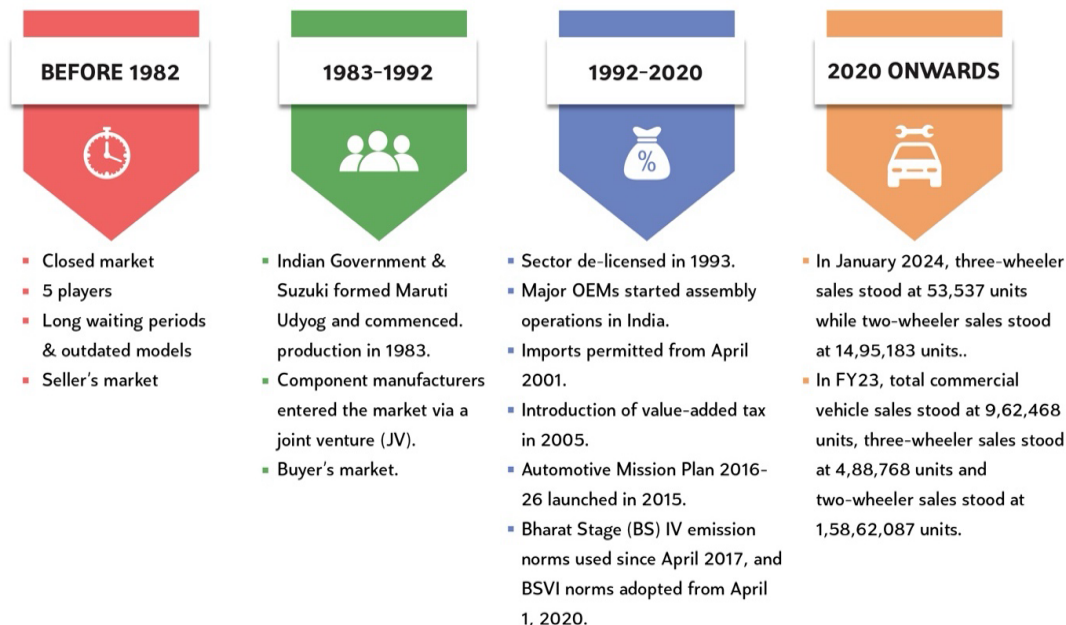 BEFORE 1982
Closed market
5 players
Long waiting periods
& outdated models
Seller's market
1983-1992
Indian Government &
Suzuki formed Maruti
Udyog and commenced.
production in 1983.
Component manufacturers
entered the market via a
joint venture (JV).
Buyer's market.
1992-2020
%
Sector de-licensed in 1993.
Major OEMs started assembly
operations in India.
Imports permitted from April
2001.
Introduction of value-added tax
in 2005.
Automotive Mission Plan 2016-
26 launched in 2015.
Bharat Stage (BS) IV emission
norms used since April 2017, and
BSVI norms adopted from April
1, 2020.
2020 ONWARDS
In January 2024, three-wheeler
sales stood at 53,537 units
while two-wheeler sales stood
at 14,95,183 units..
In FY23, total commercial
vehicle sales stood at 9,62,468
units, three-wheeler sales stood
at 4,88,768 units and
two-wheeler sales stood at
1,58,62,087 units.